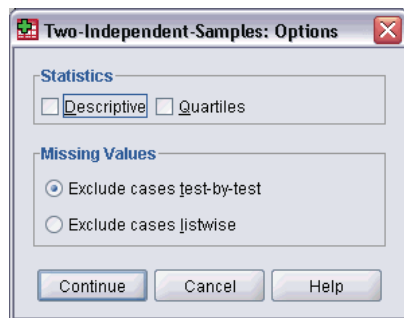 Two-Independent-Samples: Options
Statistics
Descriptive Quartiles
Missing Values
Exclude cases test-by-test
Exclude cases listwise
Continue Cancel Help